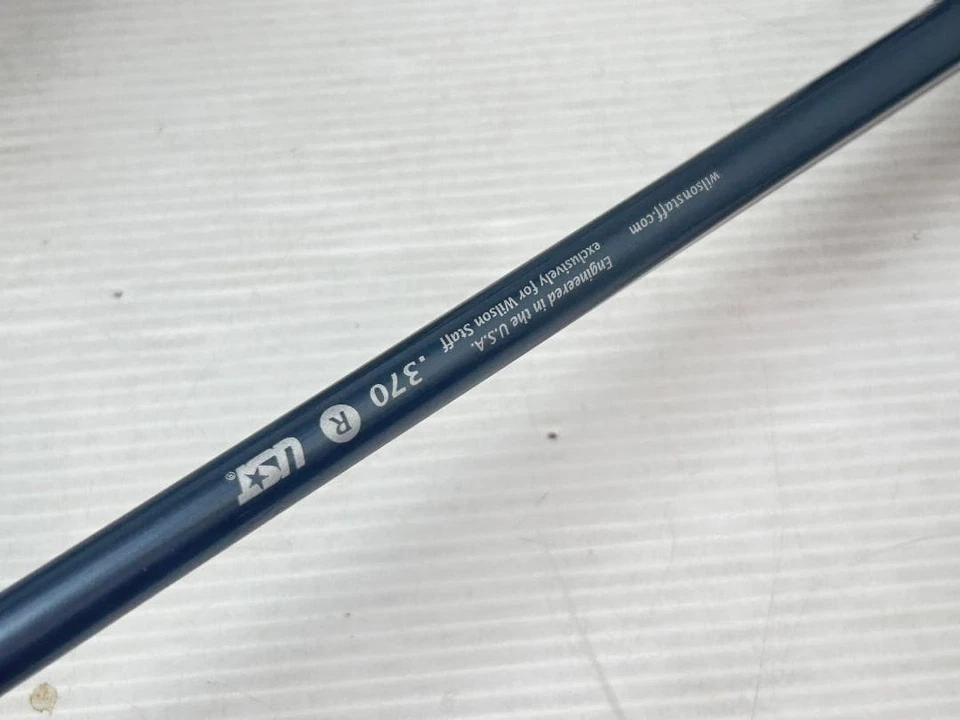 wilsonstaff.com
Engineered in the U.S.A.
exclusively for Wilson Staff
.370
R
UST®